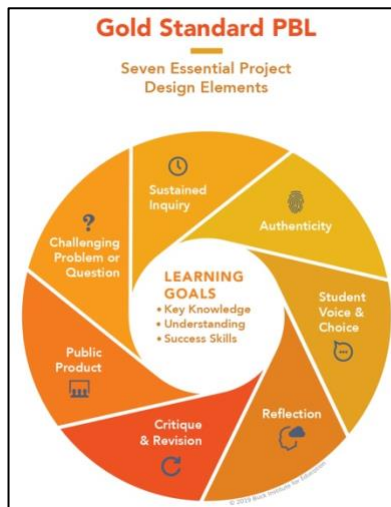 Gold Standard PBL
Seven Essential Project
Design Elements
?
Challenging
Problem or
Question
Sustained
Inquiry
Authenticity
Student
Voice &
Choice
Reflection
Critique
& Revision
Public
Product
LEARNING
GOALS
• Key Knowledge
• Understanding
• Success Skills
Buck Institute for Education